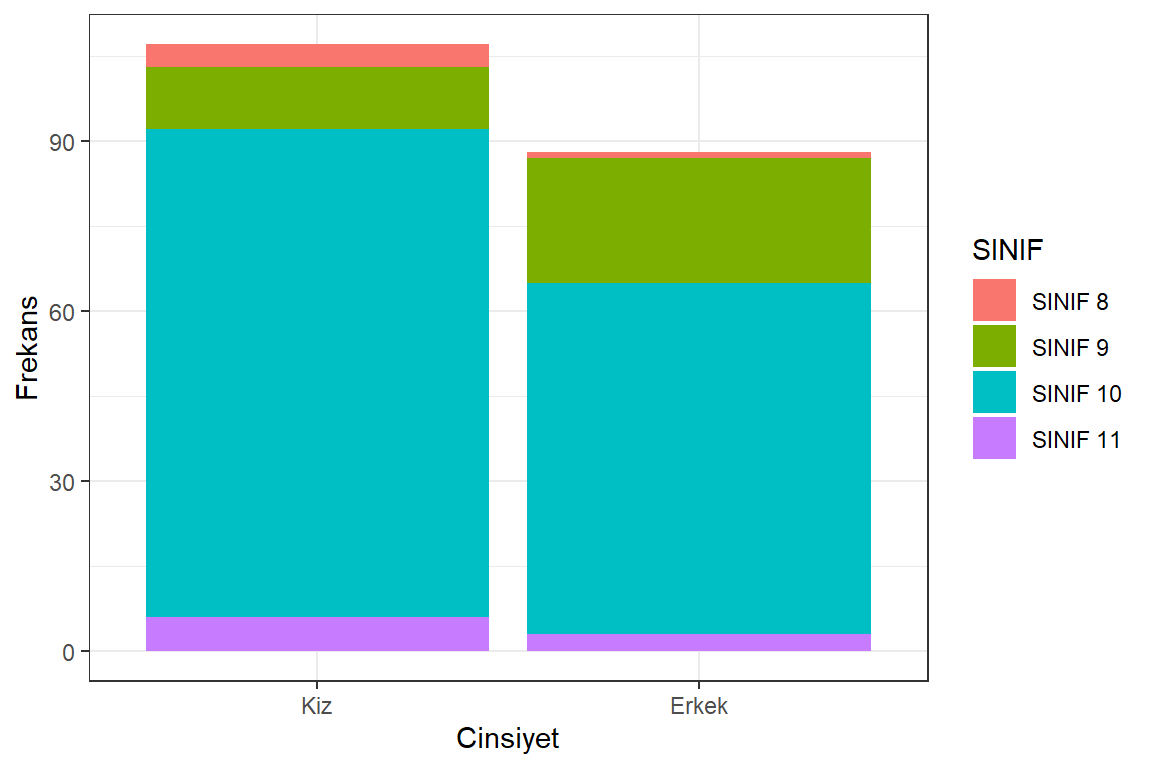 Frekans
90
60
30
0
Kiz
Erkek
Cinsiyet
SINIF
SINIF 8
SINIF 9
SINIF 10
SINIF 11